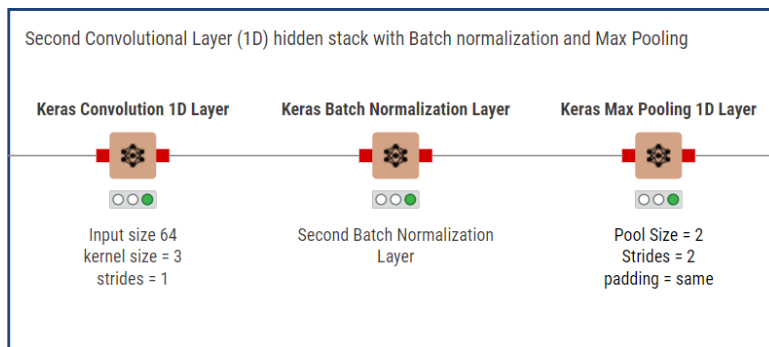 Second Convolutional Layer (1D) hidden stack with Batch normalization and Max Pooling
Keras Convolution 1D Layer
Keras Batch Normalization Layer
Keras Max Pooling 1D Layer
Input size 64
kernel size = 3
strides = 1
Second Batch Normalization
Layer
Pool Size = 2
Strides = 2
padding = same